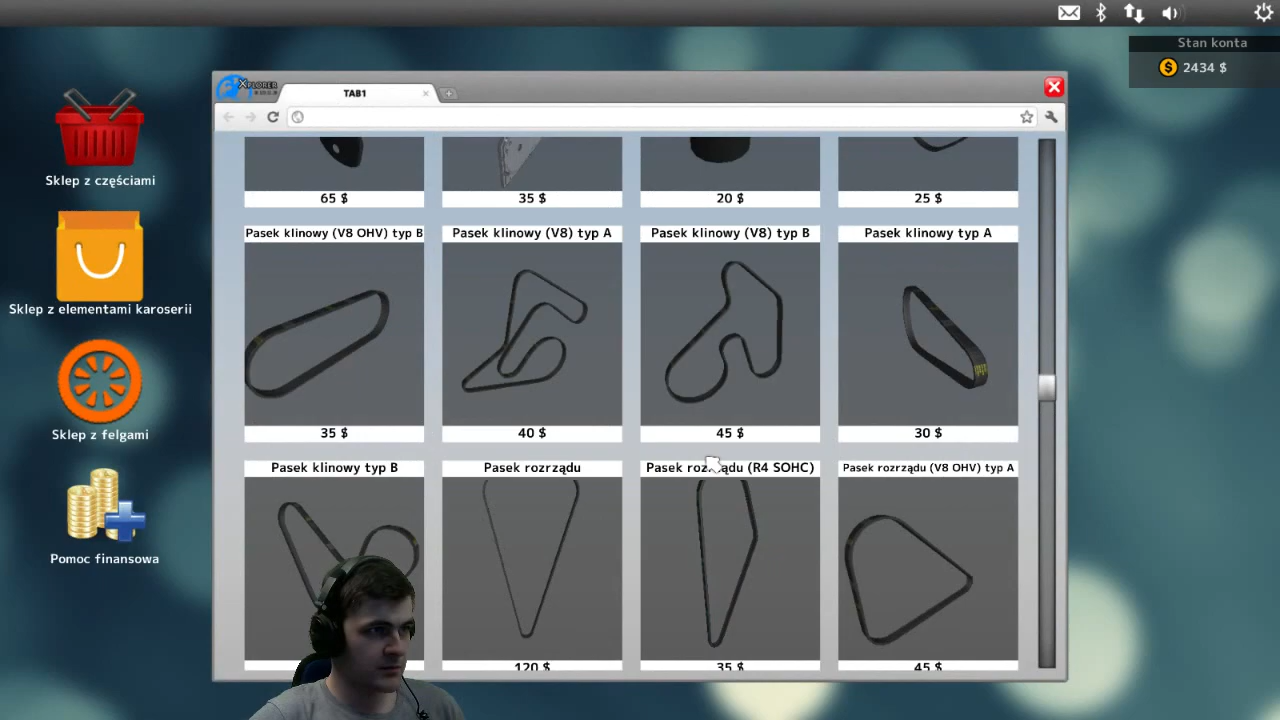 Stan konta
2434 $
XPLORER
TAB1
Sklep z częściami
Sklep z elementami karoserii
Sklep z felgami
Pomoc finansowa
65 $
35 $
20 $
25 $
Pasek klinowy (V8 OHV) typ B
Pasek klinowy (V8) typ A
Pasek klinowy (V8) typ B
Pasek klinowy typ A
35 $
40 $
45 $
30 $
Pasek klinowy typ B
Pasek rozrządu
Pasek rozrządu (R4 SOHC)
Pasek rozrządu (V8 OHV) typ A
120 $
35 $
45 $